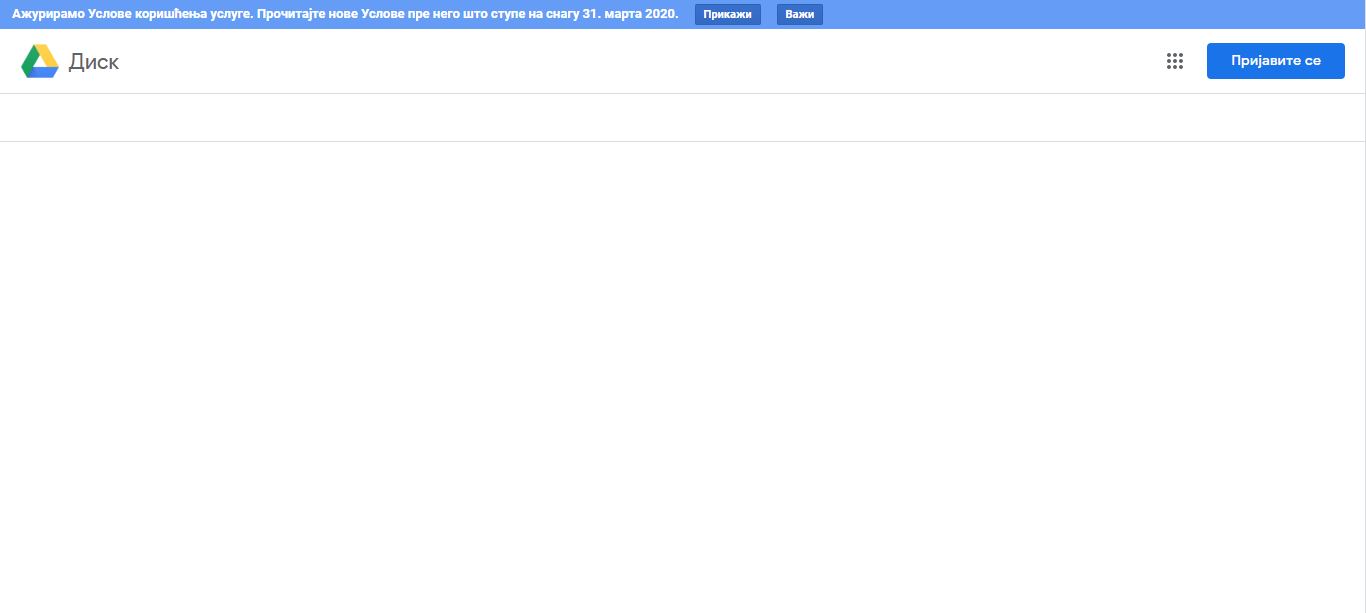 Ажурирамо Услове коришћења услуге. Прочитајте нове Услове пре него што ступе на снагу 31. марта 2020. Прикажи Важи
Диск Пријавите се